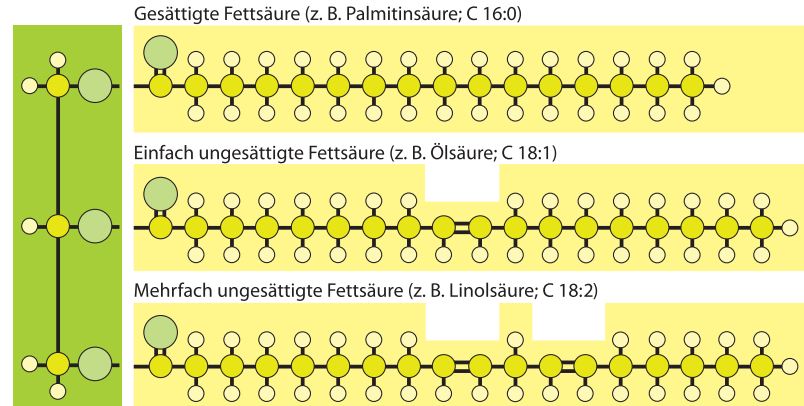 Gesättigte Fettsäure (z. B. Palmitinsäure; C 16:0)
Einfach ungesättigte Fettsäure (z. B. Ölsäure; C 18:1)
Mehrfach ungesättigte Fettsäure (z. B. Linolsäure; C 18:2)